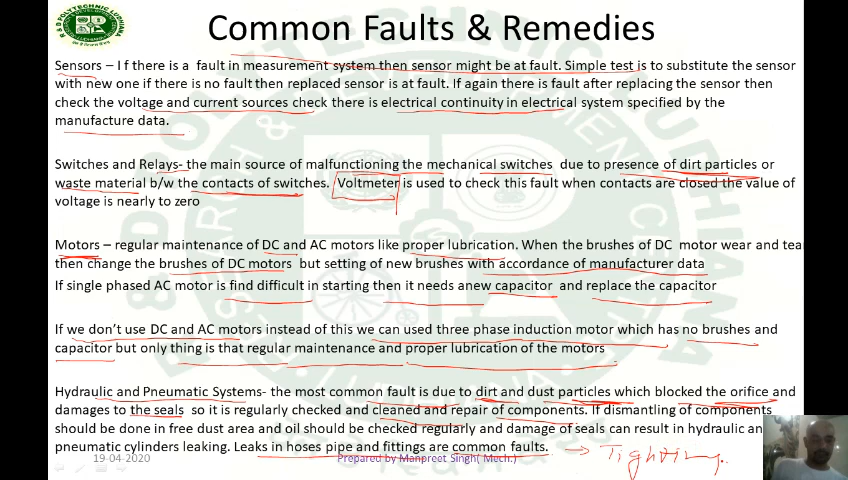 Common Faults & Remedies
Sensors – I f there is a fault in measurement system then sensor might be at fault. Simple test is to substitute the sensor
with new one if there is no fault then replaced sensor is at fault. If again there is fault after replacing the sensor then
check the voltage and current sources check there is electrical continuity in electrical system specified by the
manufacture data.
Switches and Relays- the main source of malfunctioning the mechanical switches due to presence of dirt particles or
waste material b/w the contacts of switches. Voltmeter is used to check this fault when contacts are closed the value of
voltage is nearly to zero
Motors – regular maintenance of DC and AC motors like proper lubrication. When the brushes of DC motor wear and tear
then change the brushes of DC motors but setting of new brushes with accordance of manufacturer data
If single phased AC motor is find difficult in starting then it needs anew capacitor and replace the capacitor
If we don't use DC and AC motors instead of this we can used three phase induction motor which has no brushes and
capacitor but only thing is that regular maintenance and proper lubrication of the motors
Hydraulic and Pneumatic Systems- the most common fault is due to dirt and dust particles which blocked the orifice and
damages to the seals so it is regularly checked and cleaned and repair of components. If dismantling of components
should be done in free dust area and oil should be checked regularly and damage of seals can result in hydraulic an
pneumatic cylinders leaking. Leaks in hoses pipe and fittings are common faults.
19-04-2020
Prepared by Manpreet Singh( Mech.)